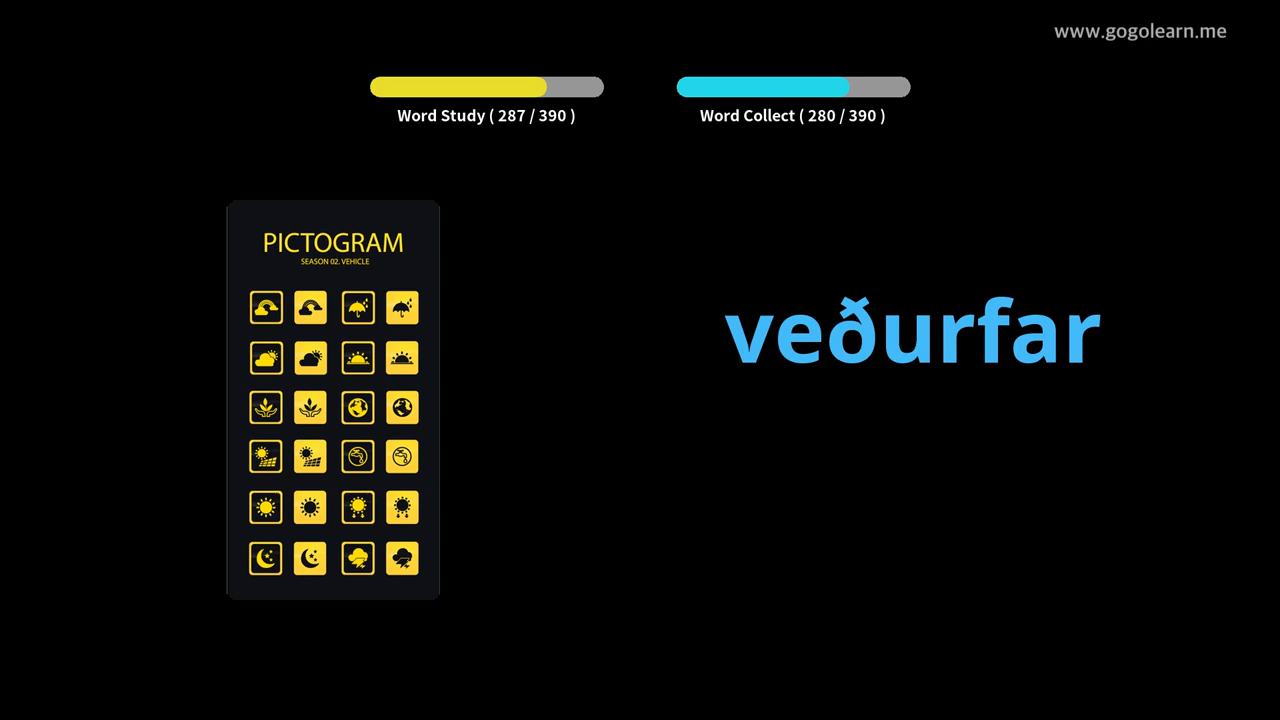 www.gogolearn.me
Word Study ( 287 / 390 )
Word Collect ( 280 / 390 )
PICTOGRAM
SEASON 02. VEHICLE
veðurfar